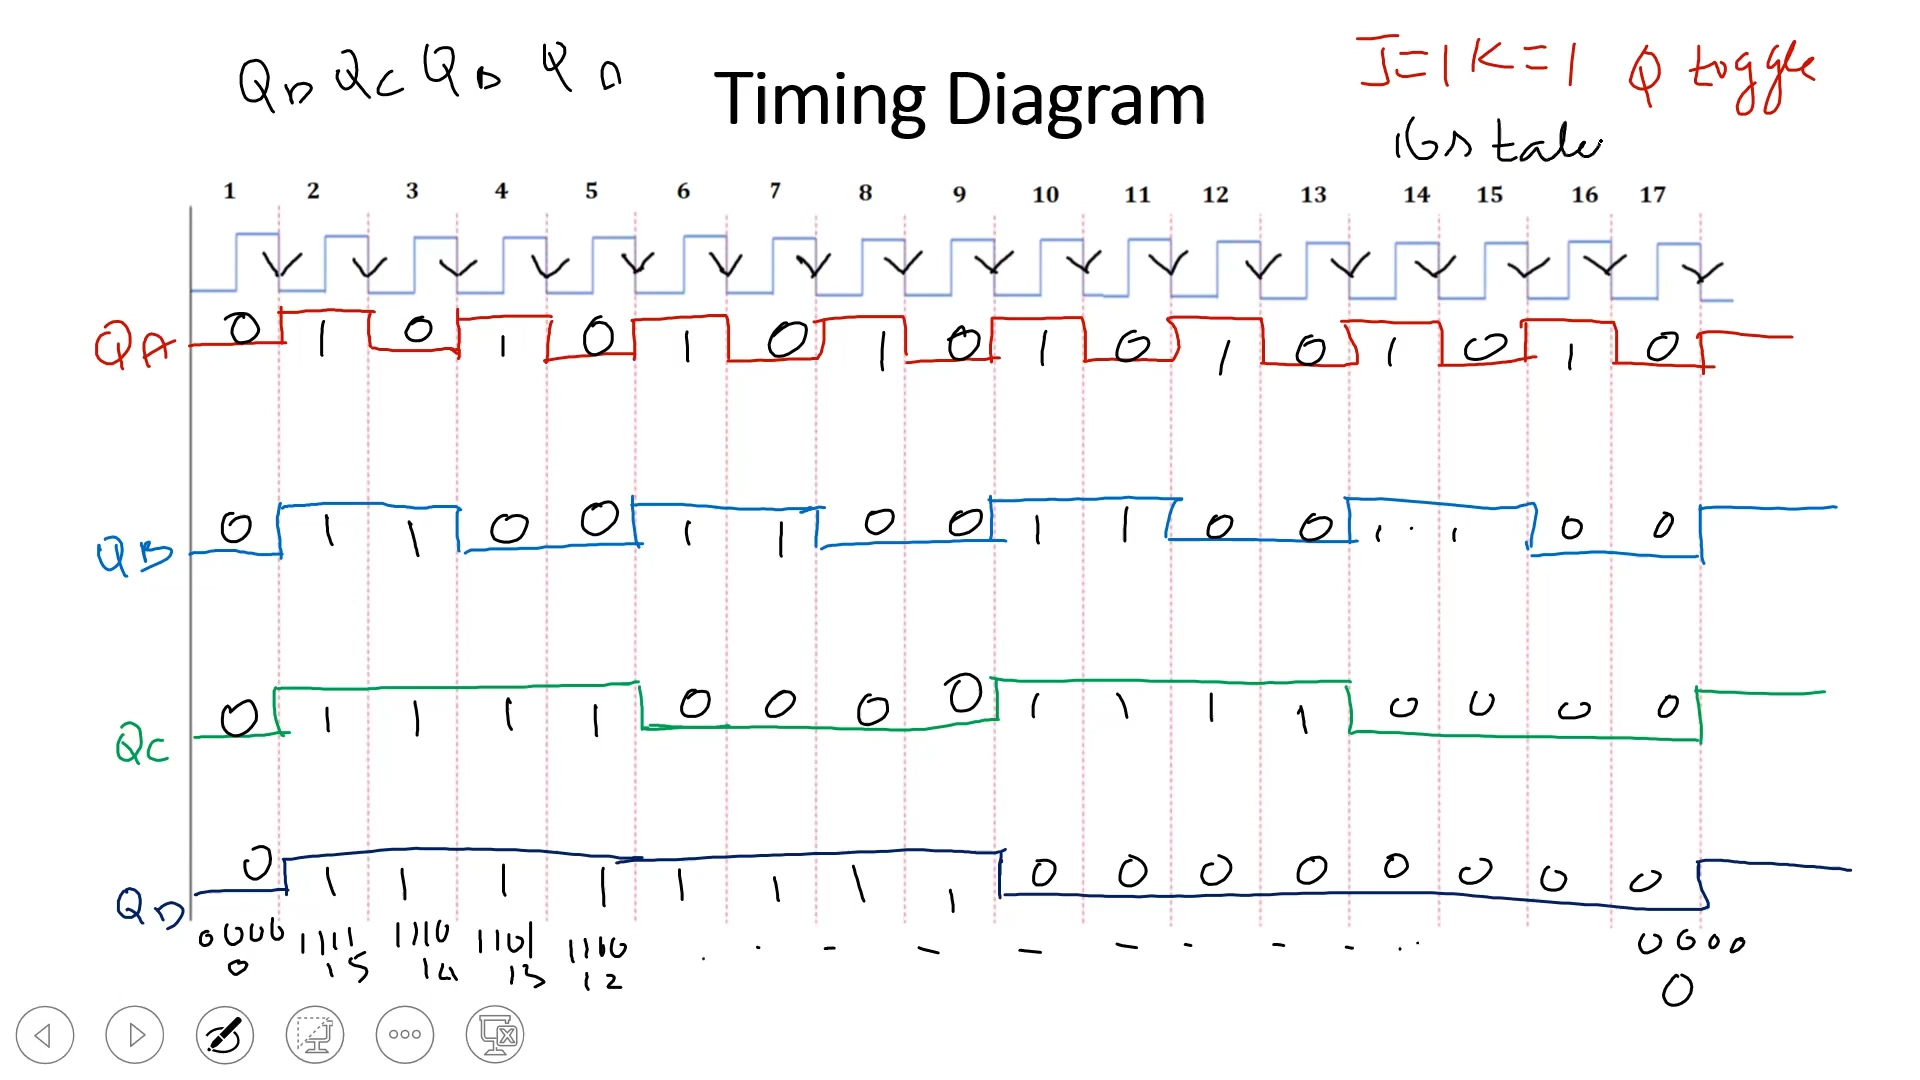 QD QC QB QA
Timing Diagram
J=1 K=1 Q toggle
16 state
1 2 3 4 5 6 7 8 9 10 11 12 13 14 15 16 17
QA 0 1 0 1 0 1 0 1 0 1 0 1 0 1 0 1 0
QB 0 1 1 0 0 1 1 0 0 1 1 0 0 1 1 0 0
QC 0 1 1 1 1 0 0 0 0 1 1 1 1 0 0 0 0
QD 0 1 1 1 1 1 1 1 1 0 0 0 0 0 0 0 0
0000 1111 1110 1101 1100 0000
0 15 14 13 12 0